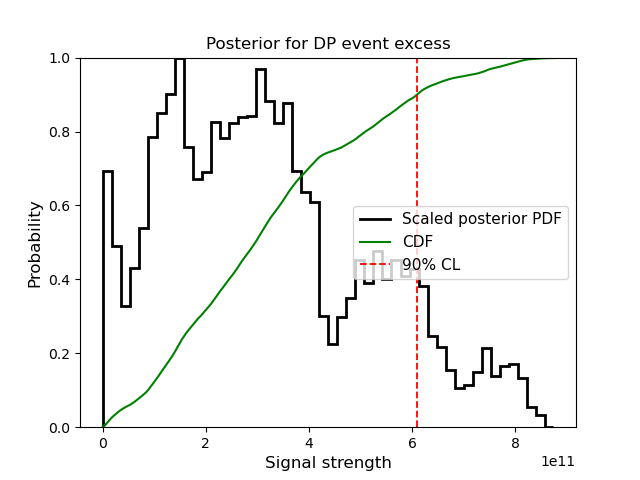 Posterior for DP event excess
1.0
0.8
0.6
0.4
0.2
0.0
Probability
Scaled posterior PDF
CDF
90% CL
0
2
4
6
8
1e11
Signal strength